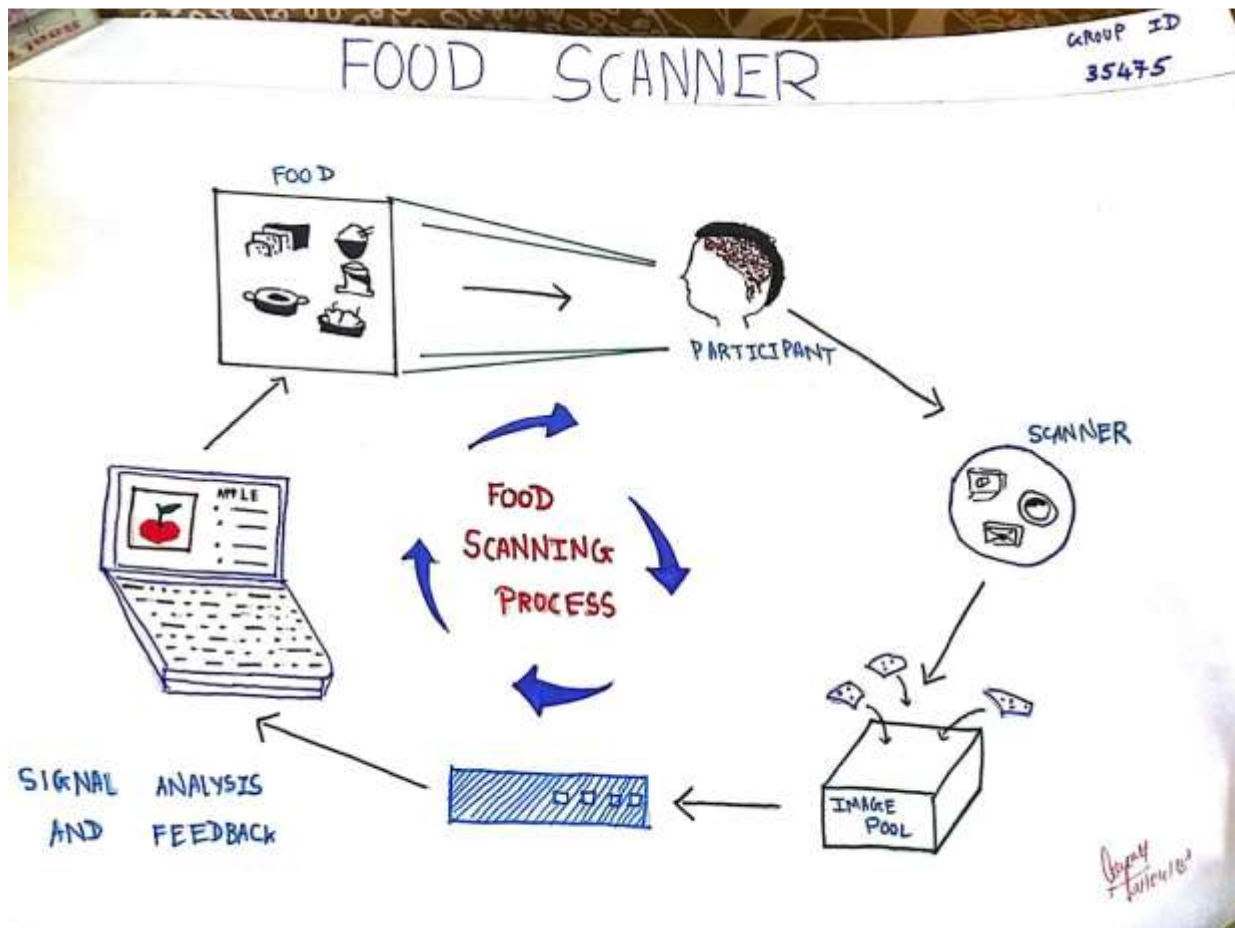 FOOD SCANNER
GROUP ID
35475
FOOD
PARTICIPANT
SCANNER
APPLE
FOOD
SCANNING
PROCESS
IMAGE
POOL
SIGNAL ANALYSIS
AND FEEDBACK